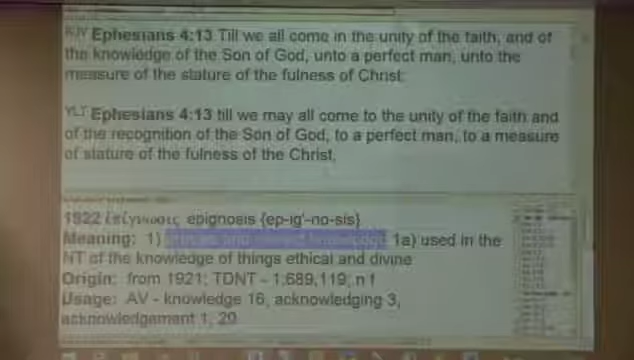 KJV Ephesians 4:13 Till we all come in the unity of the faith, and of
the knowledge of the Son of God, unto a perfect man, unto the
measure of the stature of the fulness of Christ:
YLT Ephesians 4:13 till we may all come to the unity of the faith and
of the recognition of the Son of God, to a perfect man, to a measure
of stature of the fulness of the Christ,
1922 ἐπίγνωσις epignosis {ep-ig'-no-sis}
Meaning: 1) precise and correct knowledge 1a) used in the
NT of the knowledge of things ethical and divine
Origin: from 1921; TDNT - 1:689,119; n f
Usage: AV - knowledge 16, acknowledging 3,
acknowledgement 1; 20